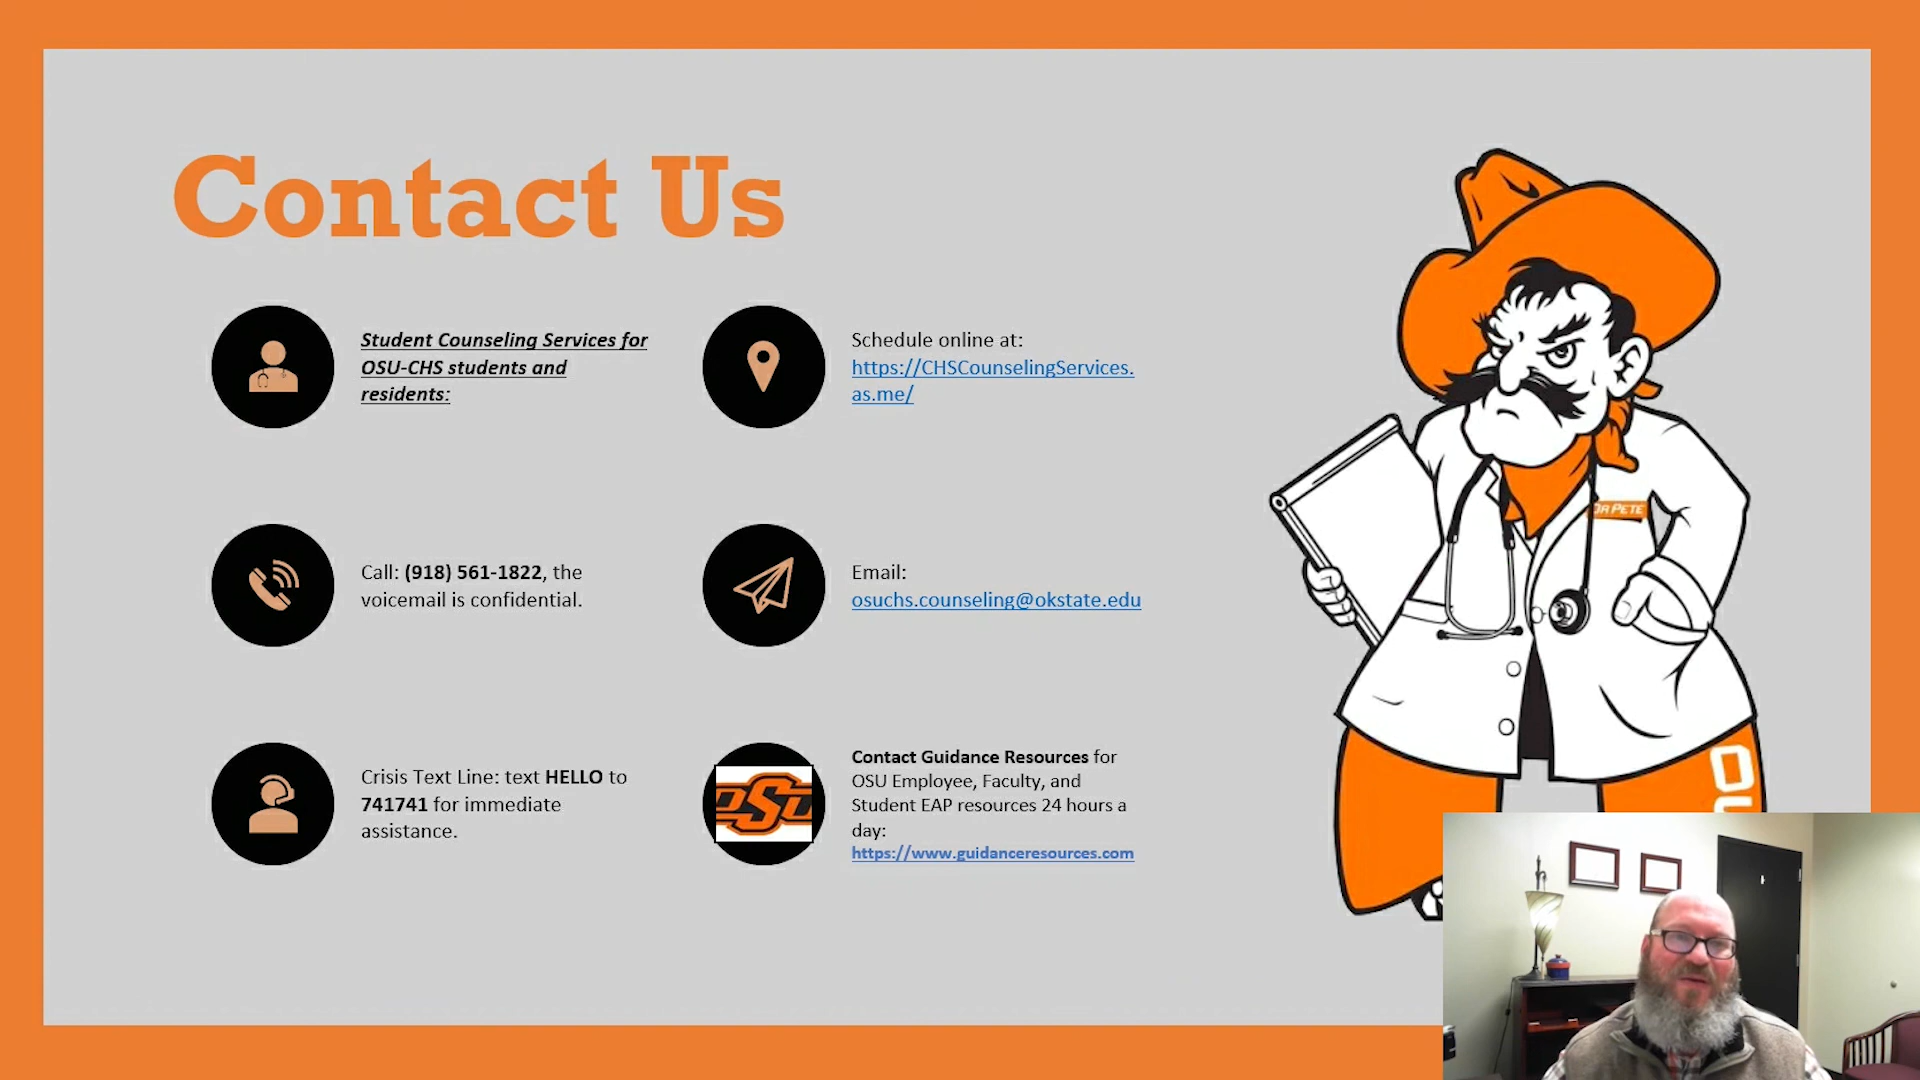 Contact Us
Student Counseling Services for
OSU-CHS students and
residents:
Schedule online at:
https://CHSCounselingServices.
as.me/
Call: (918) 561-1822, the
voicemail is confidential.
Email:
osuchs.counseling@okstate.edu
Crisis Text Line: text HELLO to
741741 for immediate
assistance.
Contact Guidance Resources for
OSU Employee, Faculty, and
Student EAP resources 24 hours a
day:
https://www.guidanceresources.com
OSU
DR PETE